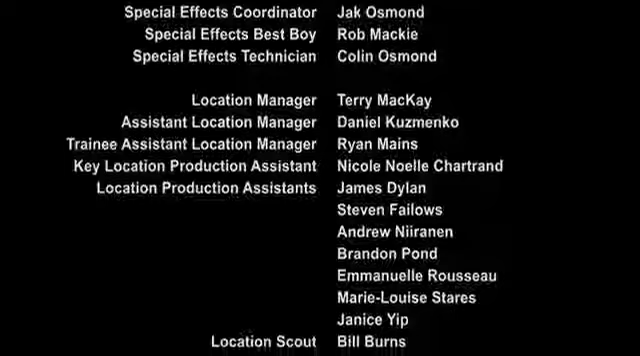 Special Effects Coordinator Jak Osmond
Special Effects Best Boy Rob Mackie
Special Effects Technician Colin Osmond
Location Manager Terry MacKay
Assistant Location Manager Daniel Kuzmenko
Trainee Assistant Location Manager Ryan Mains
Key Location Production Assistant Nicole Noelle Chartrand
Location Production Assistants James Dylan
Steven Failows
Andrew Niiranen
Brandon Pond
Emmanuelle Rousseau
Marie-Louise Stares
Janice Yip
Location Scout Bill Burns